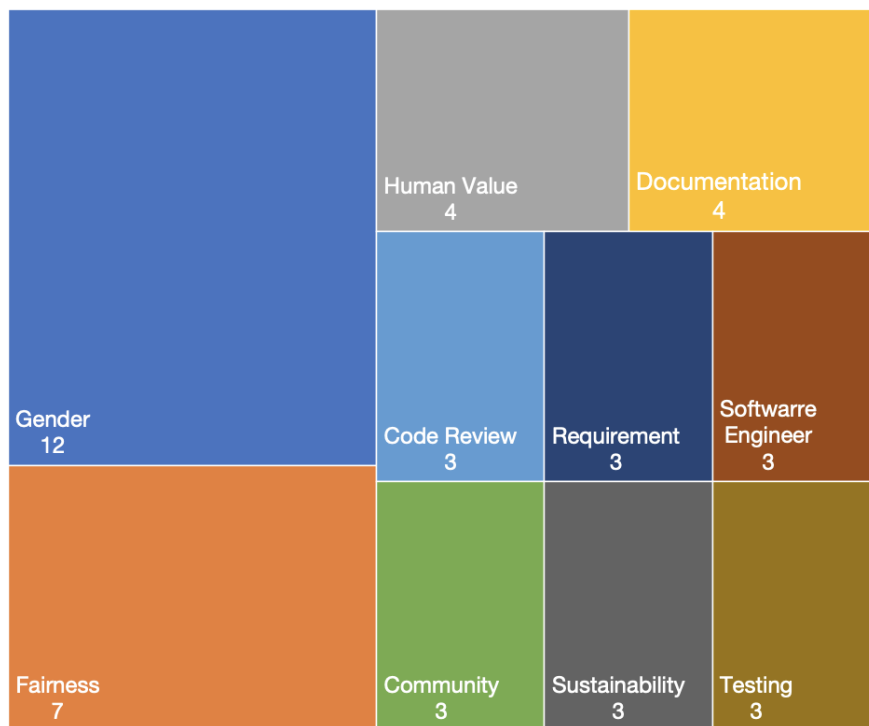 Gender
12
Human Value
4
Documentation
4
Code Review
3
Requirement
3
Softwarre
Engineer
3
Fairness
7
Community
3
Sustainability
3
Testing
3